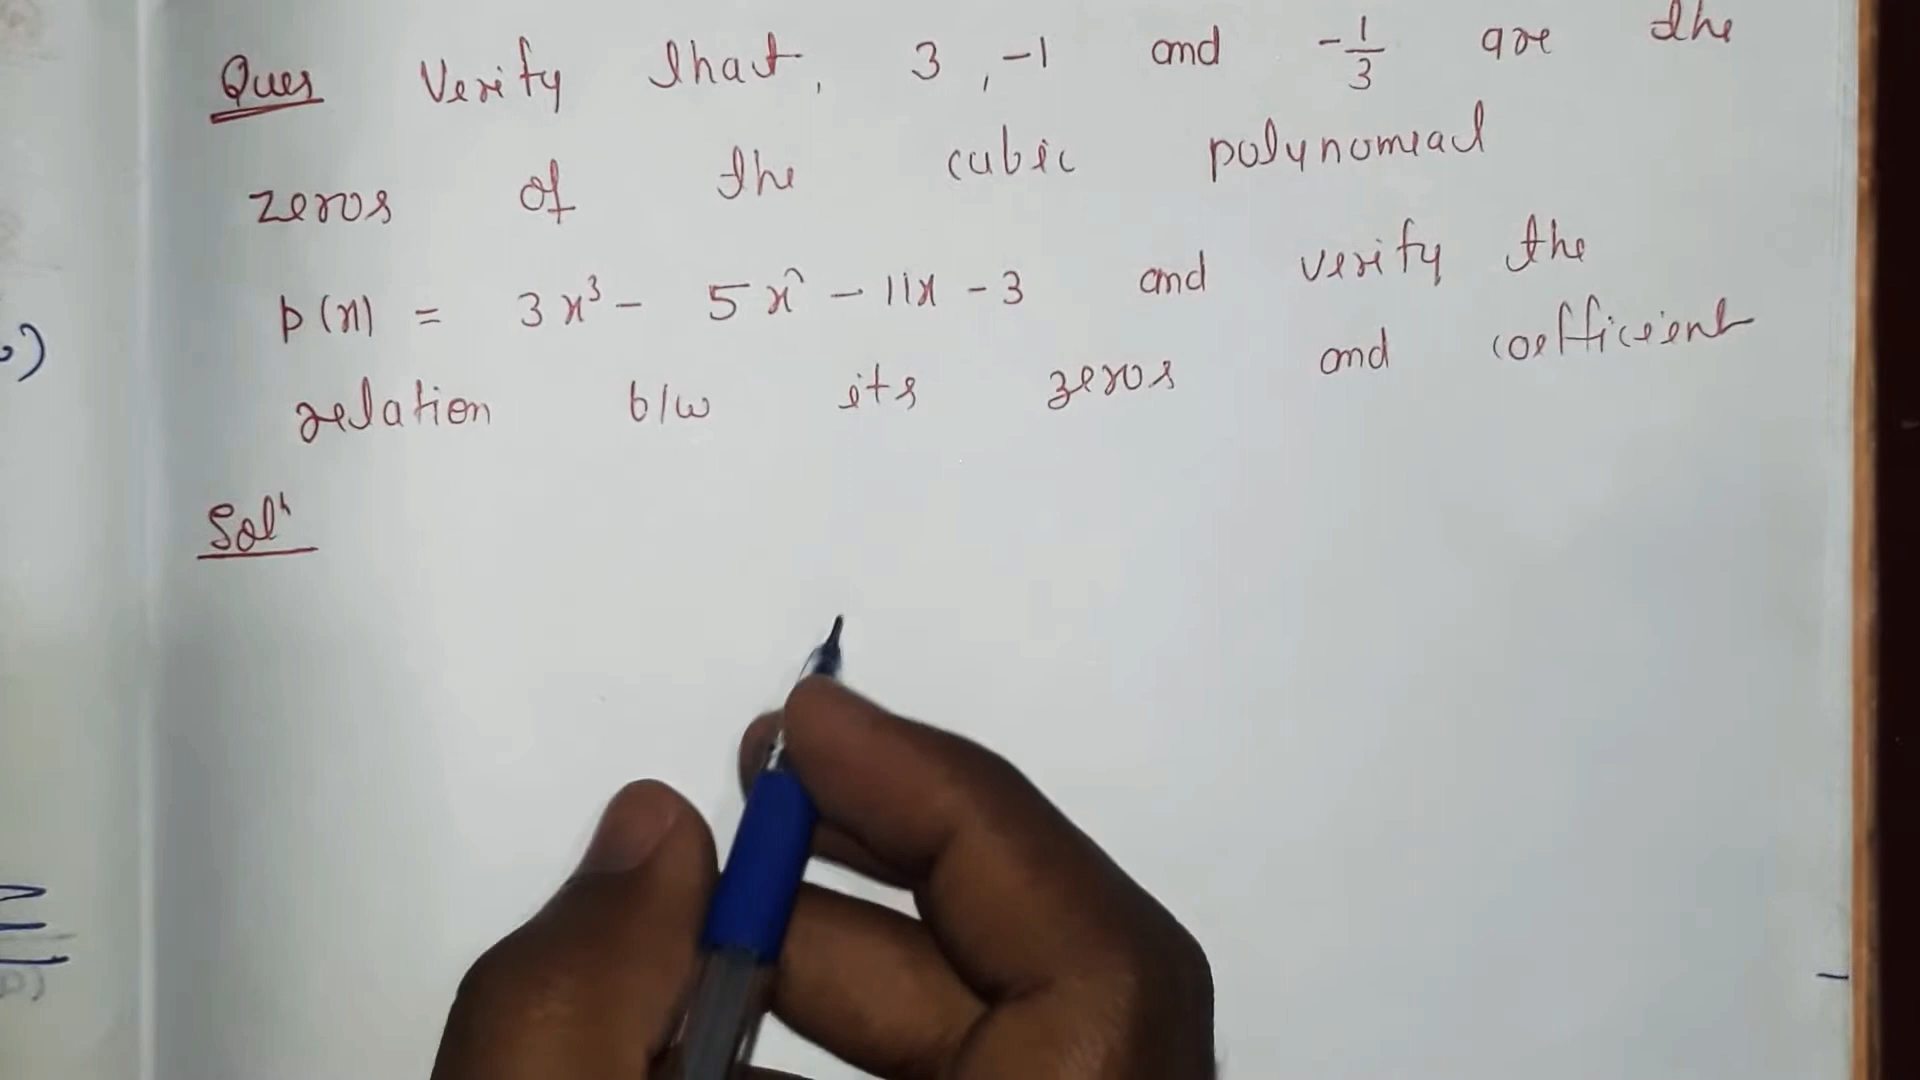 Ques Verify that, 3, -1 and -1/3 are the
zeros of the cubic polynomial
p(x) = 3x³ - 5x² - 11x - 3 and verify the
relation b/w its zeros and coefficient
Solⁿ